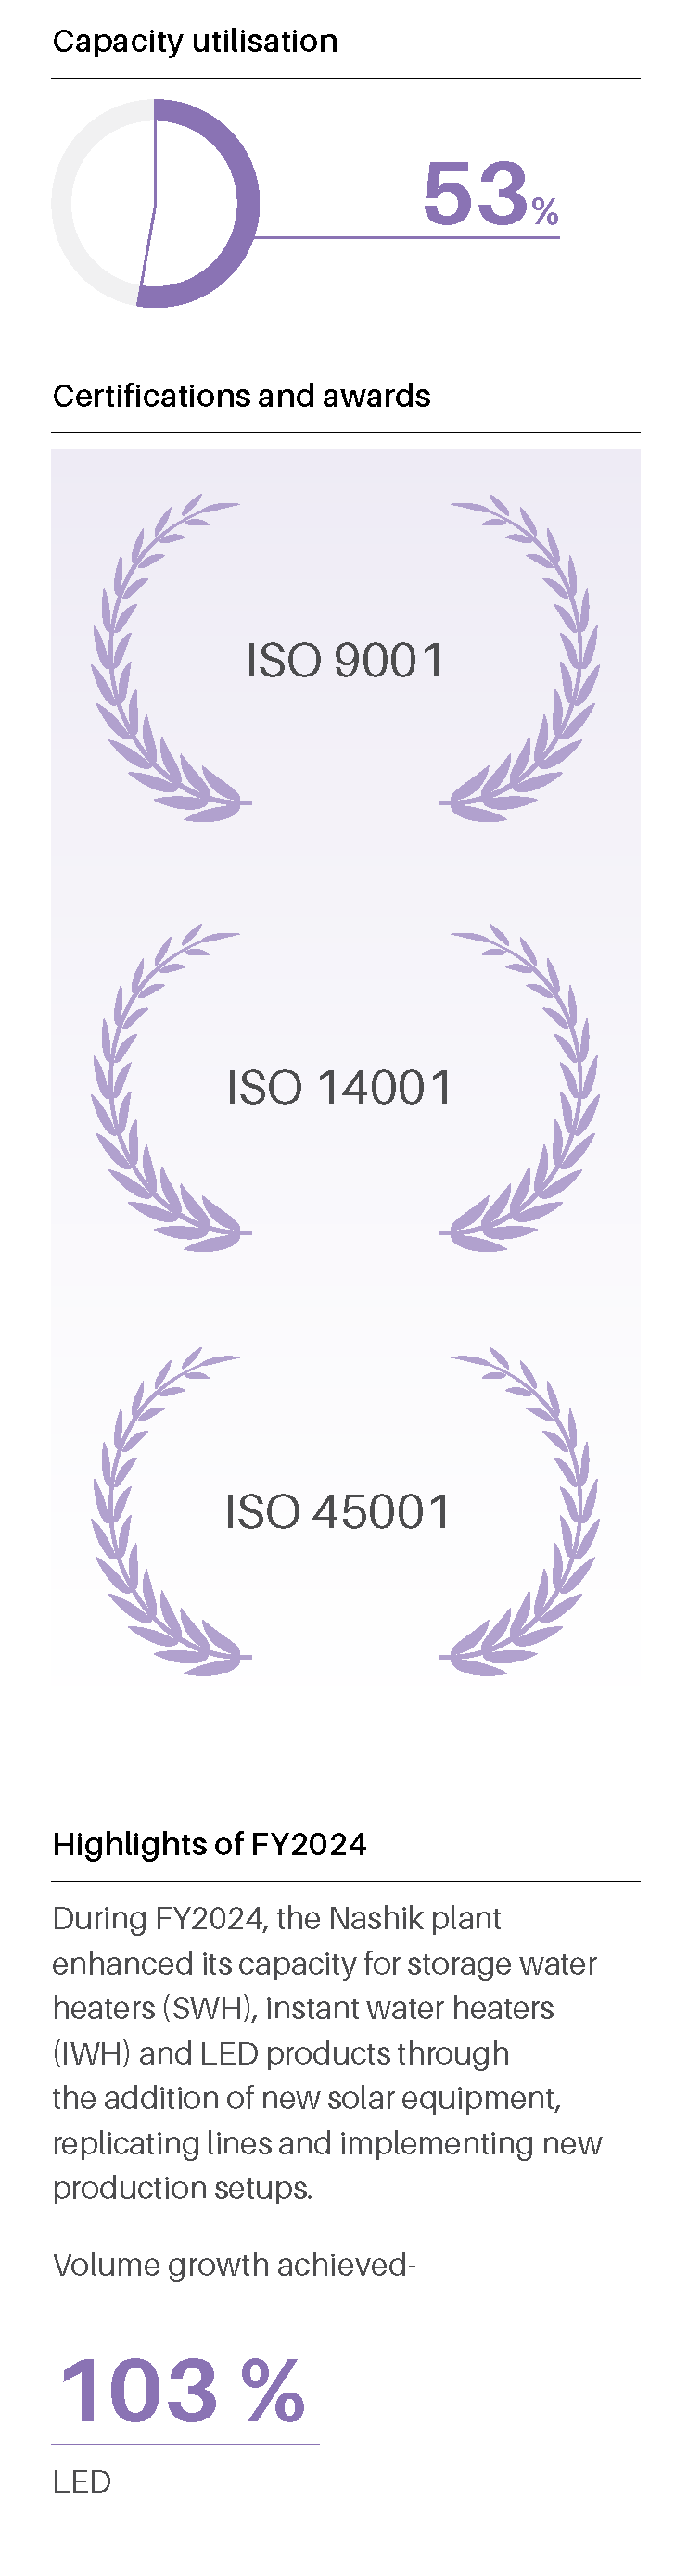 Capacity utilisation
53%
Certifications and awards
ISO 9001
ISO 14001
ISO 45001
Highlights of FY2024
During FY2024, the Nashik plant
enhanced its capacity for storage water
heaters (SWH), instant water heaters
(IWH) and LED products through
the addition of new solar equipment,
replicating lines and implementing new
production setups.
Volume growth achieved-
103 %
LED